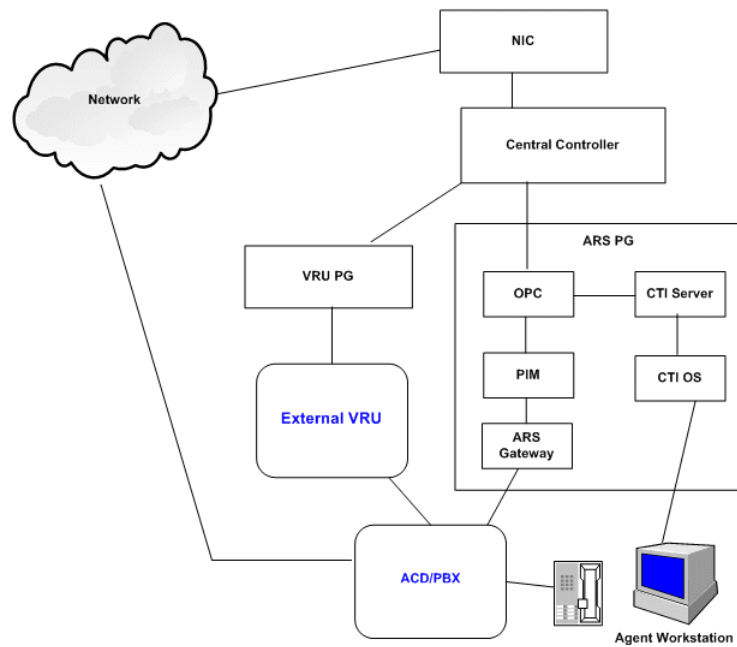 NIC
Network
Central Controller
ARS PG
VRU PG
OPC
CTI Server
PIM
CTI OS
External VRU
ARS
Gateway
ACD/PBX
Agent Workstation